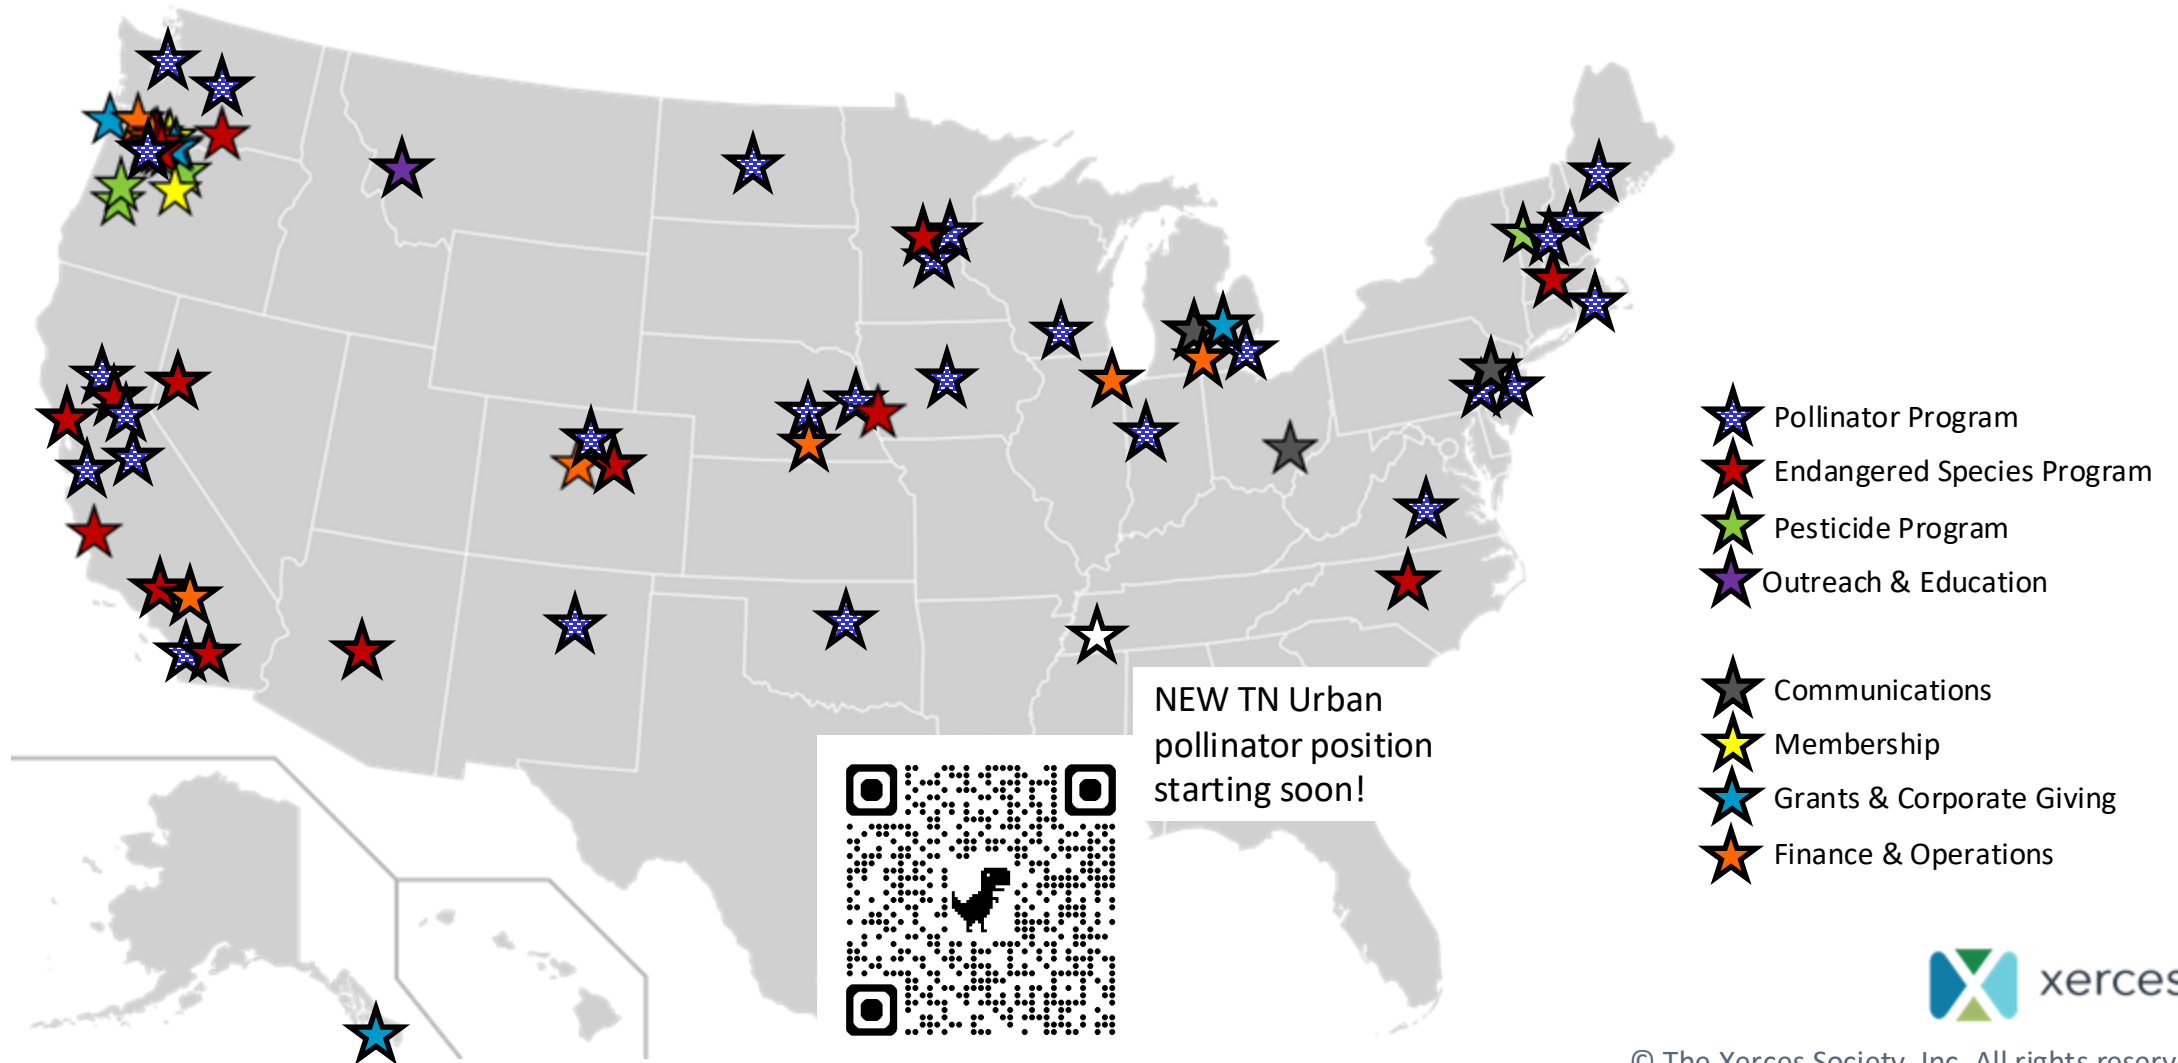 Pollinator Program
Endangered Species Program
Pesticide Program
Outreach & Education
Communications
Membership
Grants & Corporate Giving
Finance & Operations
NEW TN Urban
pollinator position
starting soon!
xerces
© The Xerces Society, Inc. All rights reserv